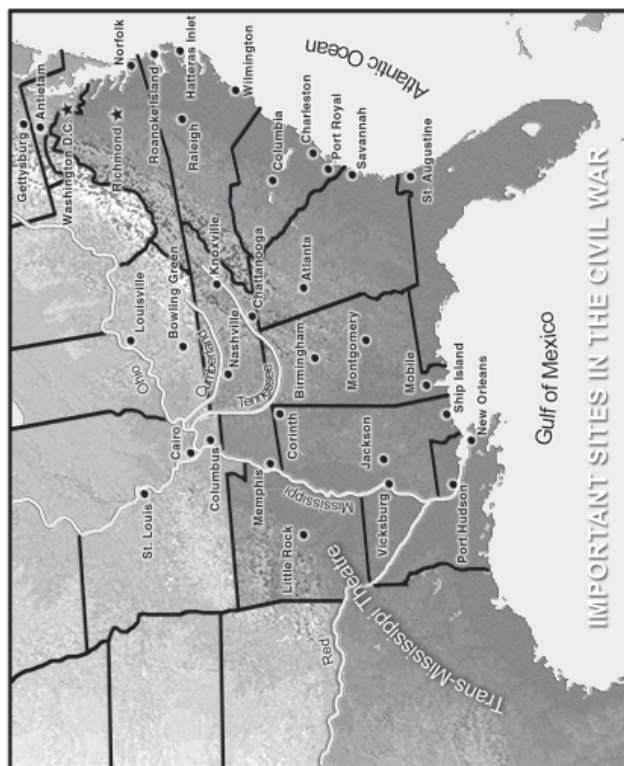 Gettysburg
Antietam
Washington D.C.
Norfolk
Richmond
Roanoke Island
Hatteras Inlet
Raleigh
Wilmington
Atlantic Ocean
Columbia
Charleston
Port Royal
Savannah
St. Augustine
Louisville
Ohio
Bowling Green
Knoxville
Cumberland
Nashville
Chattanooga
Tennessee
Atlanta
Birmingham
Montgomery
Mobile
Ship Island
New Orleans
Gulf of Mexico
Cairo
Columbus
St. Louis
Memphis
Corinth
Mississippi
Jackson
Little Rock
Vicksburg
Port Hudson
Red
Trans-Mississippi Theatre
IMPORTANT SITES IN THE CIVIL WAR